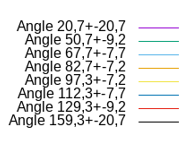 Angle 20,7+-20,7
Angle 50,7+-9,2
Angle 67,7+-7,7
Angle 82,7+-7,2
Angle 97,3+-7,2
Angle 112,3+-7,7
Angle 129,3+-9,2
Angle 159,3+-20,7